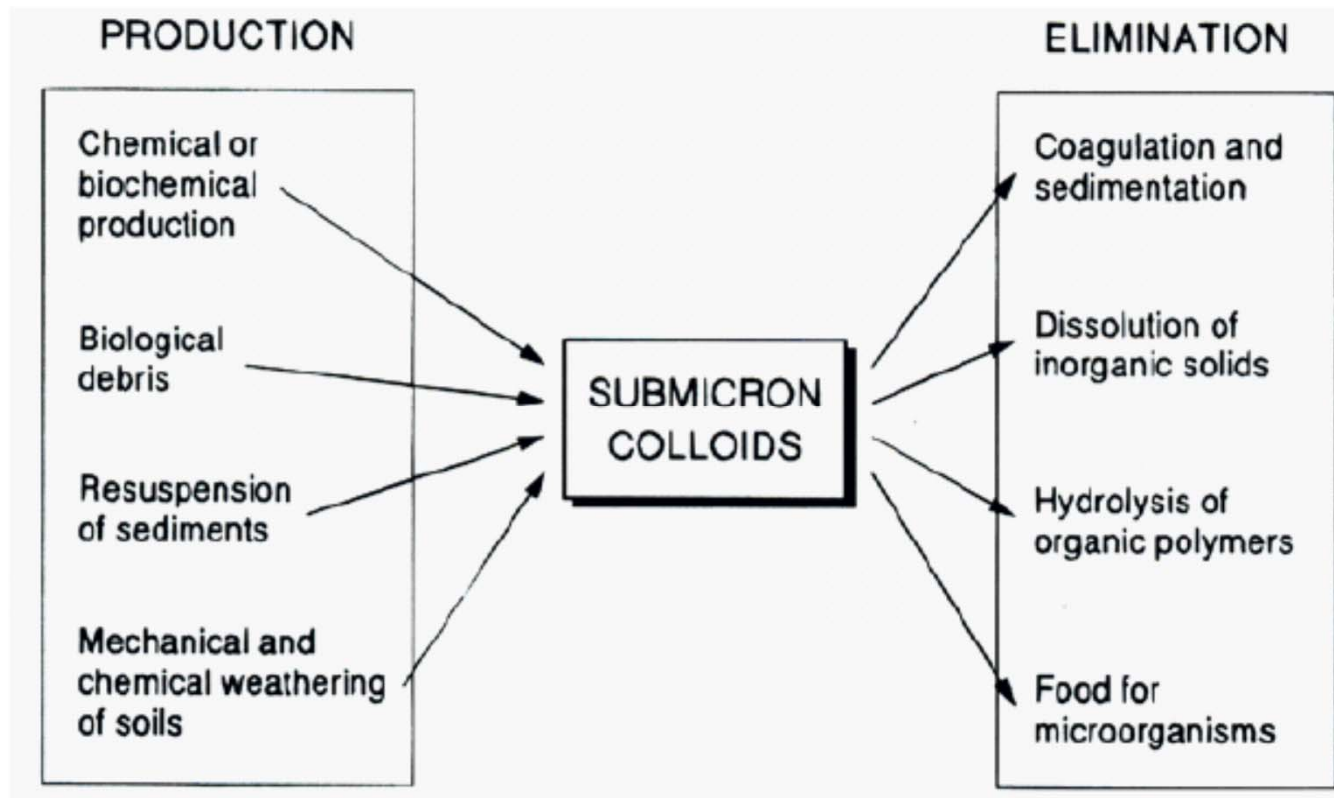 PRODUCTION
Chemical or
biochemical
production
Biological
debris
Resuspension
of sediments
Mechanical and
chemical weathering
of soils
SUBMICRON
COLLOIDS
ELIMINATION
Coagulation and
sedimentation
Dissolution of
inorganic solids
Hydrolysis of
organic polymers
Food for
microorganisms